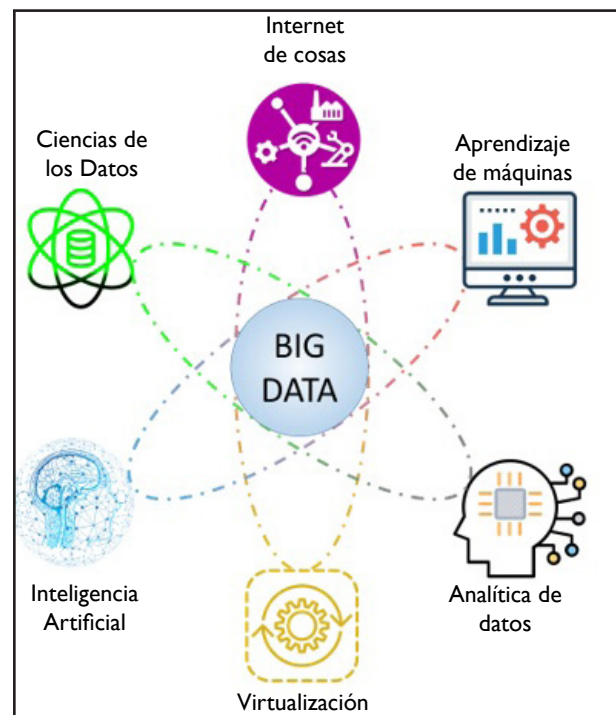 Internet
de cosas
Ciencias de
los Datos
Aprendizaje
de máquinas
BIG
DATA
Inteligencia
Artificial
Analítica de
datos
Virtualización